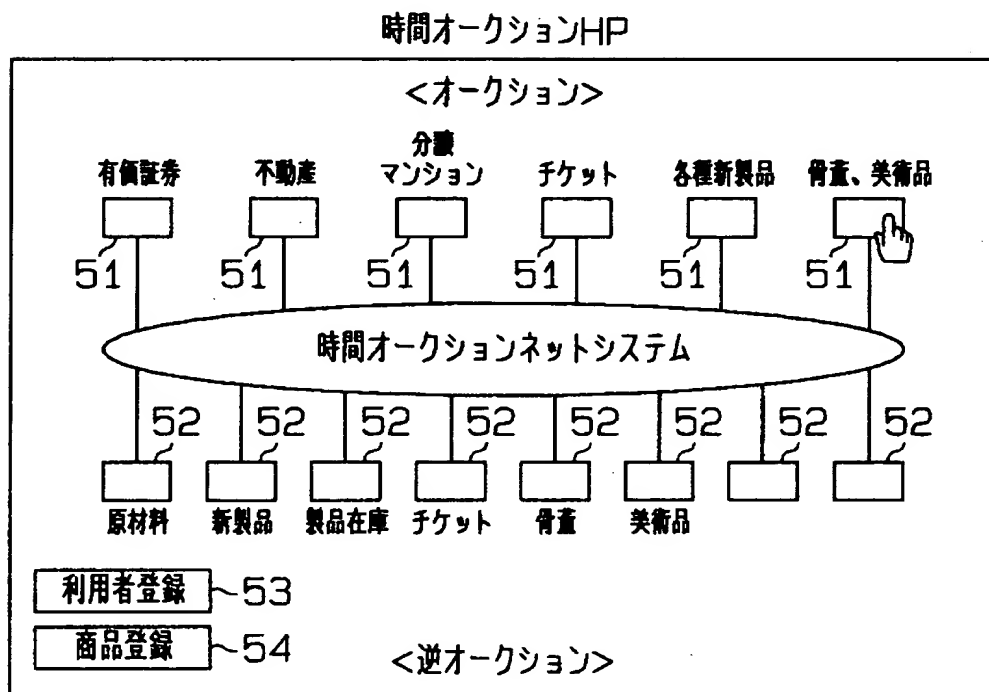 時間オークションHP
<オークション>
有価証券
不動産
分譲
マンション
チケット
各種新製品
骨董、美術品
51
51
51
51
51
51
時間オークションネットシステム
52
52
52
52
52
52
52
52
原材料
新製品
製品在庫
チケット
骨董
美術品
利用者登録
53
商品登録
54
<逆オークション>